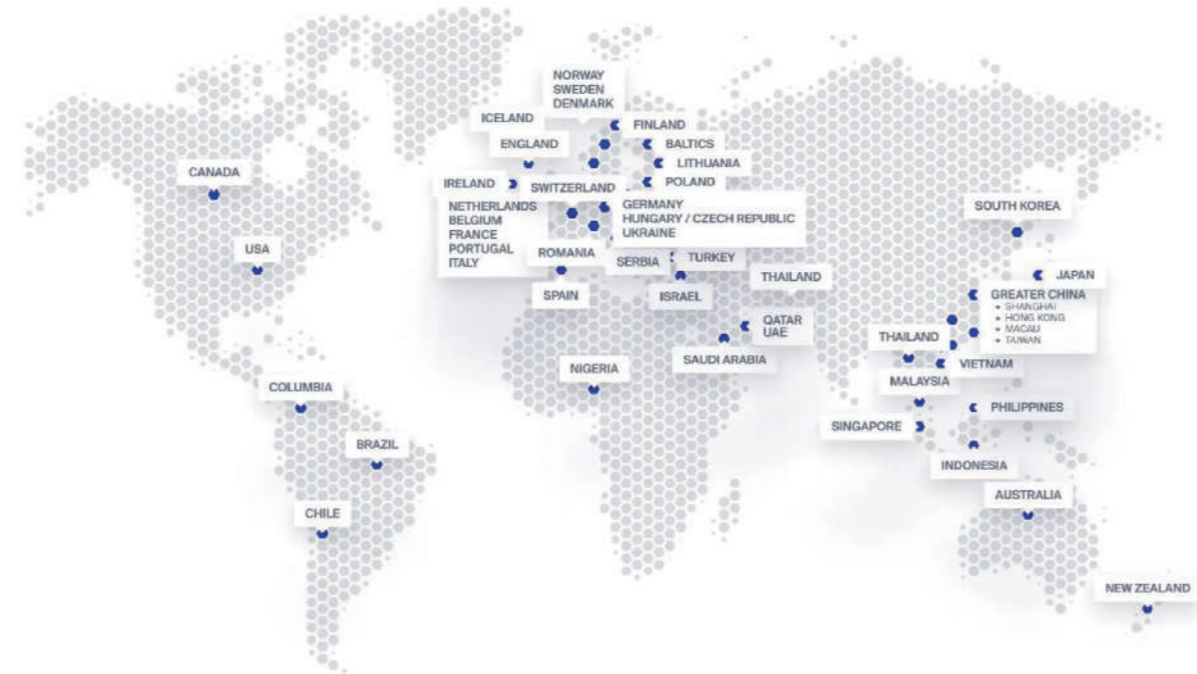 NORWAY
SWEDEN
DENMARK
ICELAND
FINLAND
ENGLAND
BALTICS
LITHUANIA
CANADA
IRELAND
SWITZERLAND
POLAND
NETHERLANDS
BELGIUM
FRANCE
PORTUGAL
ITALY
GERMANY
HUNGARY / CZECH REPUBLIC
UKRAINE
SOUTH KOREA
USA
ROMANIA
SERBIA
TURKEY
THAILAND
JAPAN
SPAIN
ISRAEL
GREATER CHINA
• SHANGHAI
• HONG KONG
• MACAU
• TAIWAN
QATAR
UAE
THAILAND
SAUDI ARABIA
VIETNAM
NIGERIA
MALAYSIA
COLUMBIA
PHILIPPINES
SINGAPORE
BRAZIL
INDONESIA
AUSTRALIA
CHILE
NEW ZEALAND